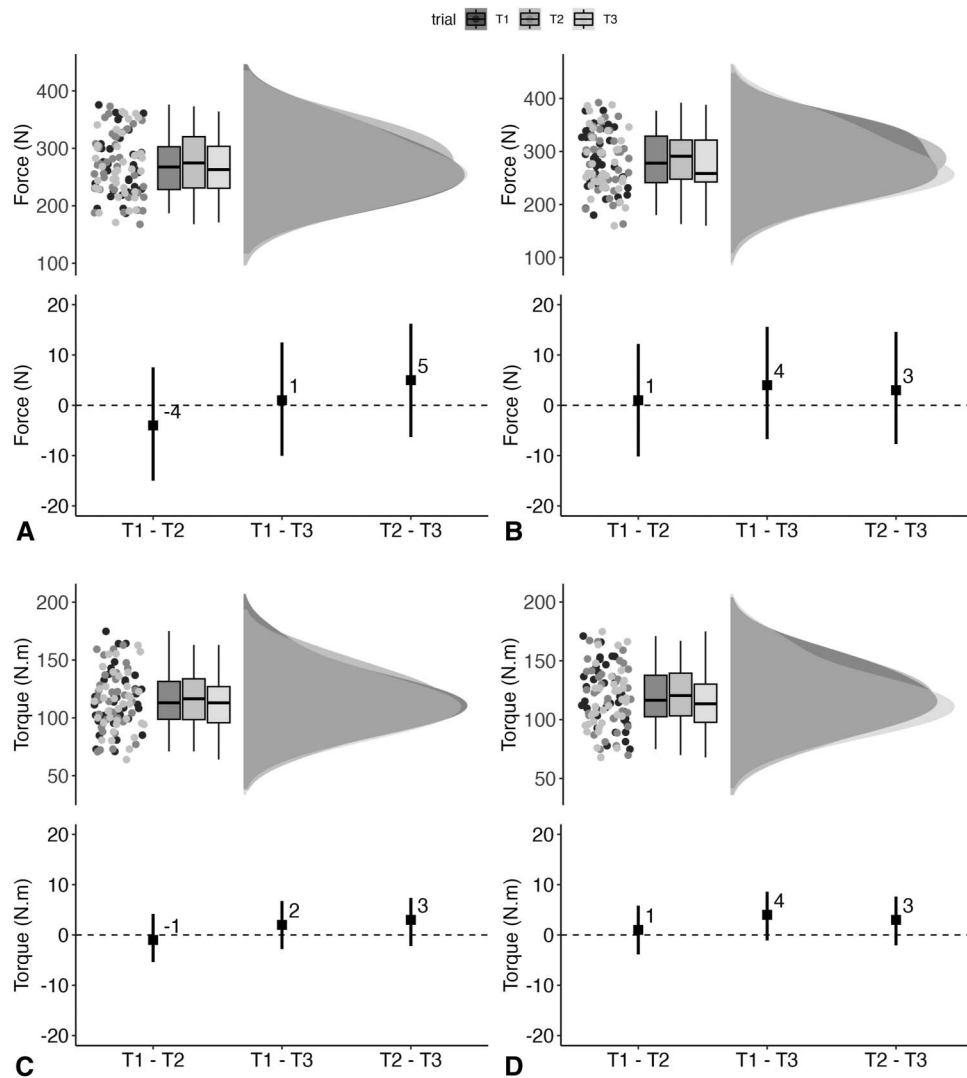 trial T1 T2 T3
Force (N)
400
300
200
100
Force (N)
400
300
200
100
Force (N)
20
10
0
-10
-20
-4
1
5
T1 - T2
T1 - T3
T2 - T3
A
Force (N)
20
10
0
-10
-20
1
4
3
T1 - T2
T1 - T3
T2 - T3
B
Torque (N.m)
200
150
100
50
Torque (N.m)
200
150
100
50
Torque (N.m)
20
10
0
-10
-20
-1
2
3
T1 - T2
T1 - T3
T2 - T3
C
Torque (N.m)
20
10
0
-10
-20
1
4
3
T1 - T2
T1 - T3
T2 - T3
D